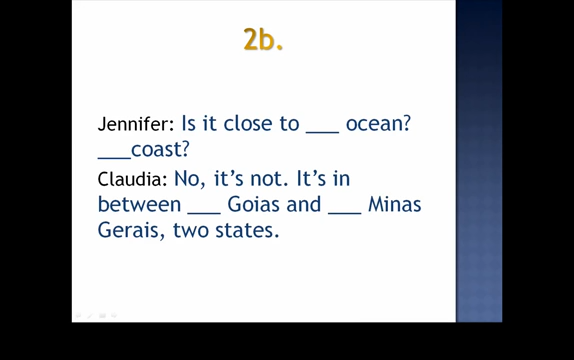 2b.
Jennifer: Is it close to ___ ocean?
___coast?
Claudia: No, it's not. It's in
between ___ Goias and ___ Minas
Gerais, two states.